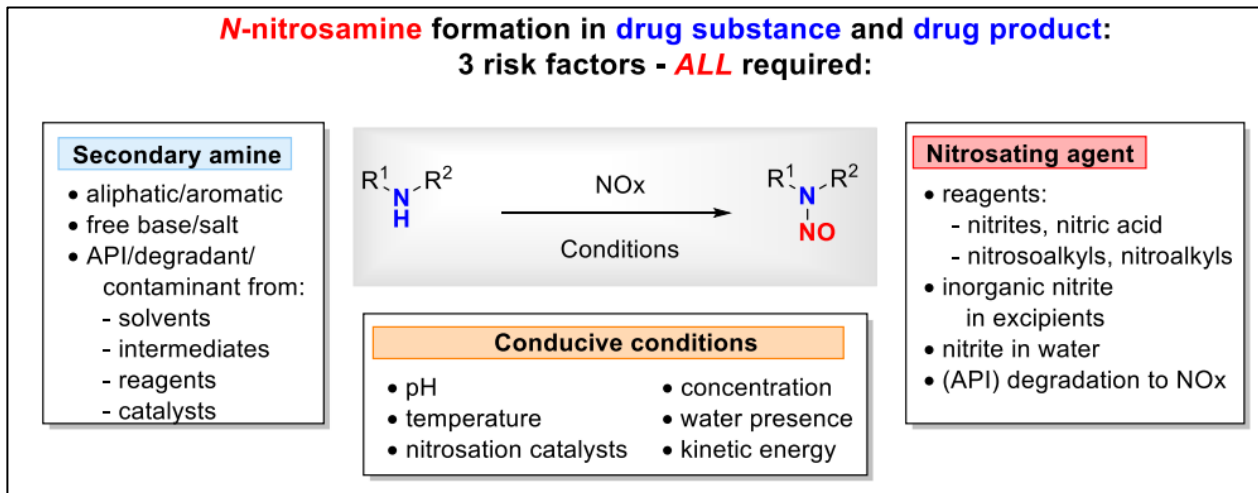 N-nitrosamine formation in drug substance and drug product:
3 risk factors - ALL required:
Secondary amine
• aliphatic/aromatic
• free base/salt
• API/degradant/
contaminant from:
- solvents
- intermediates
- reagents
- catalysts
R¹ R²
N
H
NOx
Conditions
R¹ R²
N
NO
Conducive conditions
• pH
• temperature
• nitrosation catalysts
• concentration
• water presence
• kinetic energy
Nitrosating agent
• reagents:
- nitrites, nitric acid
- nitrosoalkyls, nitroalkyls
• inorganic nitrite
in excipients
• nitrite in water
• (API) degradation to NOx